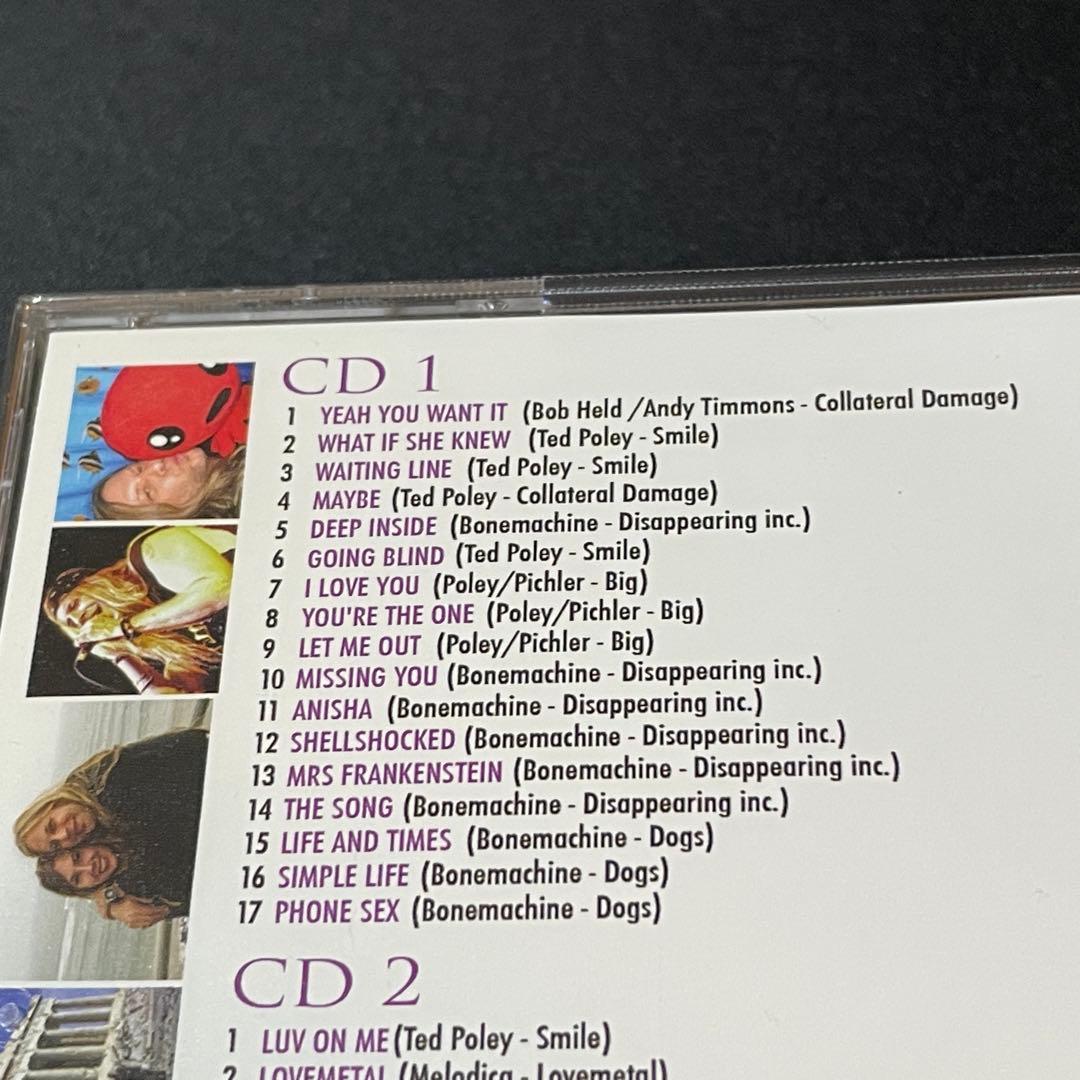 CD 1
1 YEAH YOU WANT IT (Bob Held /Andy Timmons - Collateral Damage)
2 WHAT IF SHE KNEW (Ted Poley - Smile)
3 WAITING LINE (Ted Poley - Smile)
4 MAYBE (Ted Poley - Collateral Damage)
5 DEEP INSIDE (Bonemachine - Disappearing inc.)
6 GOING BLIND (Ted Poley - Smile)
7 I LOVE YOU (Poley/Pichler - Big)
8 YOU'RE THE ONE (Poley/Pichler - Big)
9 LET ME OUT (Poley/Pichler - Big)
10 MISSING YOU (Bonemachine - Disappearing inc.)
11 ANISHA (Bonemachine - Disappearing inc.)
12 SHELLSHOCKED (Bonemachine - Disappearing inc.)
13 MRS FRANKENSTEIN (Bonemachine - Disappearing inc.)
14 THE SONG (Bonemachine - Disappearing inc.)
15 LIFE AND TIMES (Bonemachine - Dogs)
16 SIMPLE LIFE (Bonemachine - Dogs)
17 PHONE SEX (Bonemachine - Dogs)
CD 2
1 LUV ON ME (Ted Poley - Smile)
2 LOVEMETAL (Melodica - Lovemetal)